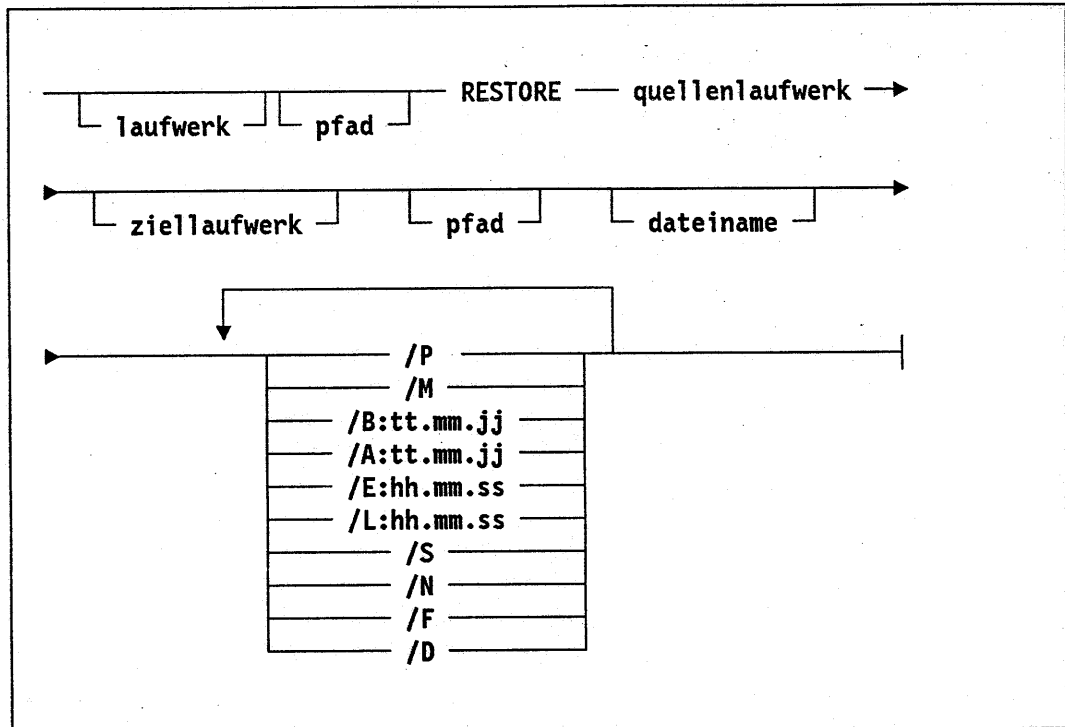 RESTORE quellenlaufwerk
laufwerk pfad
ziellaufwerk pfad dateiname
/P
/M
/B:tt.mm.jj
/A:tt.mm.jj
/E:hh.mm.ss
/L:hh.mm.ss
/S
/N
/F
/D